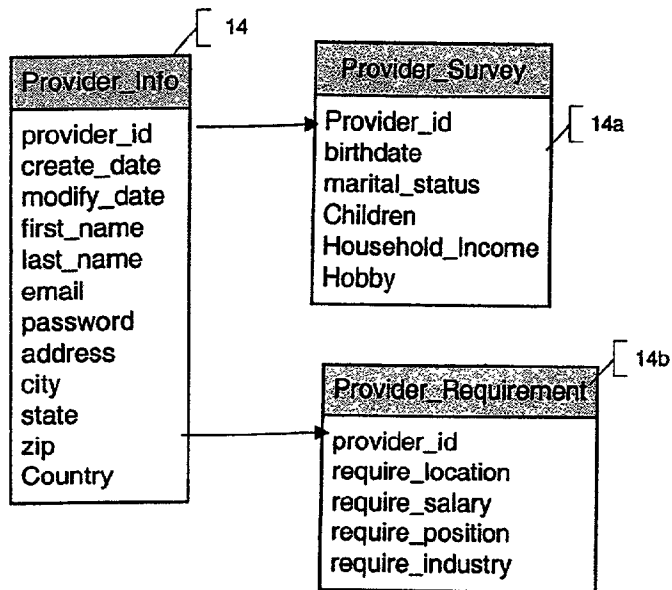 14
Provider_Info
provider_id
create_date
modify_date
first_name
last_name
email
password
address
city
state
zip
Country
Provider_Survey
14a
Provider_id
birthdate
marital_status
Children
Household_Income
Hobby
14b
Provider_Requirement
provider_id
require_location
require_salary
require_position
require_industry